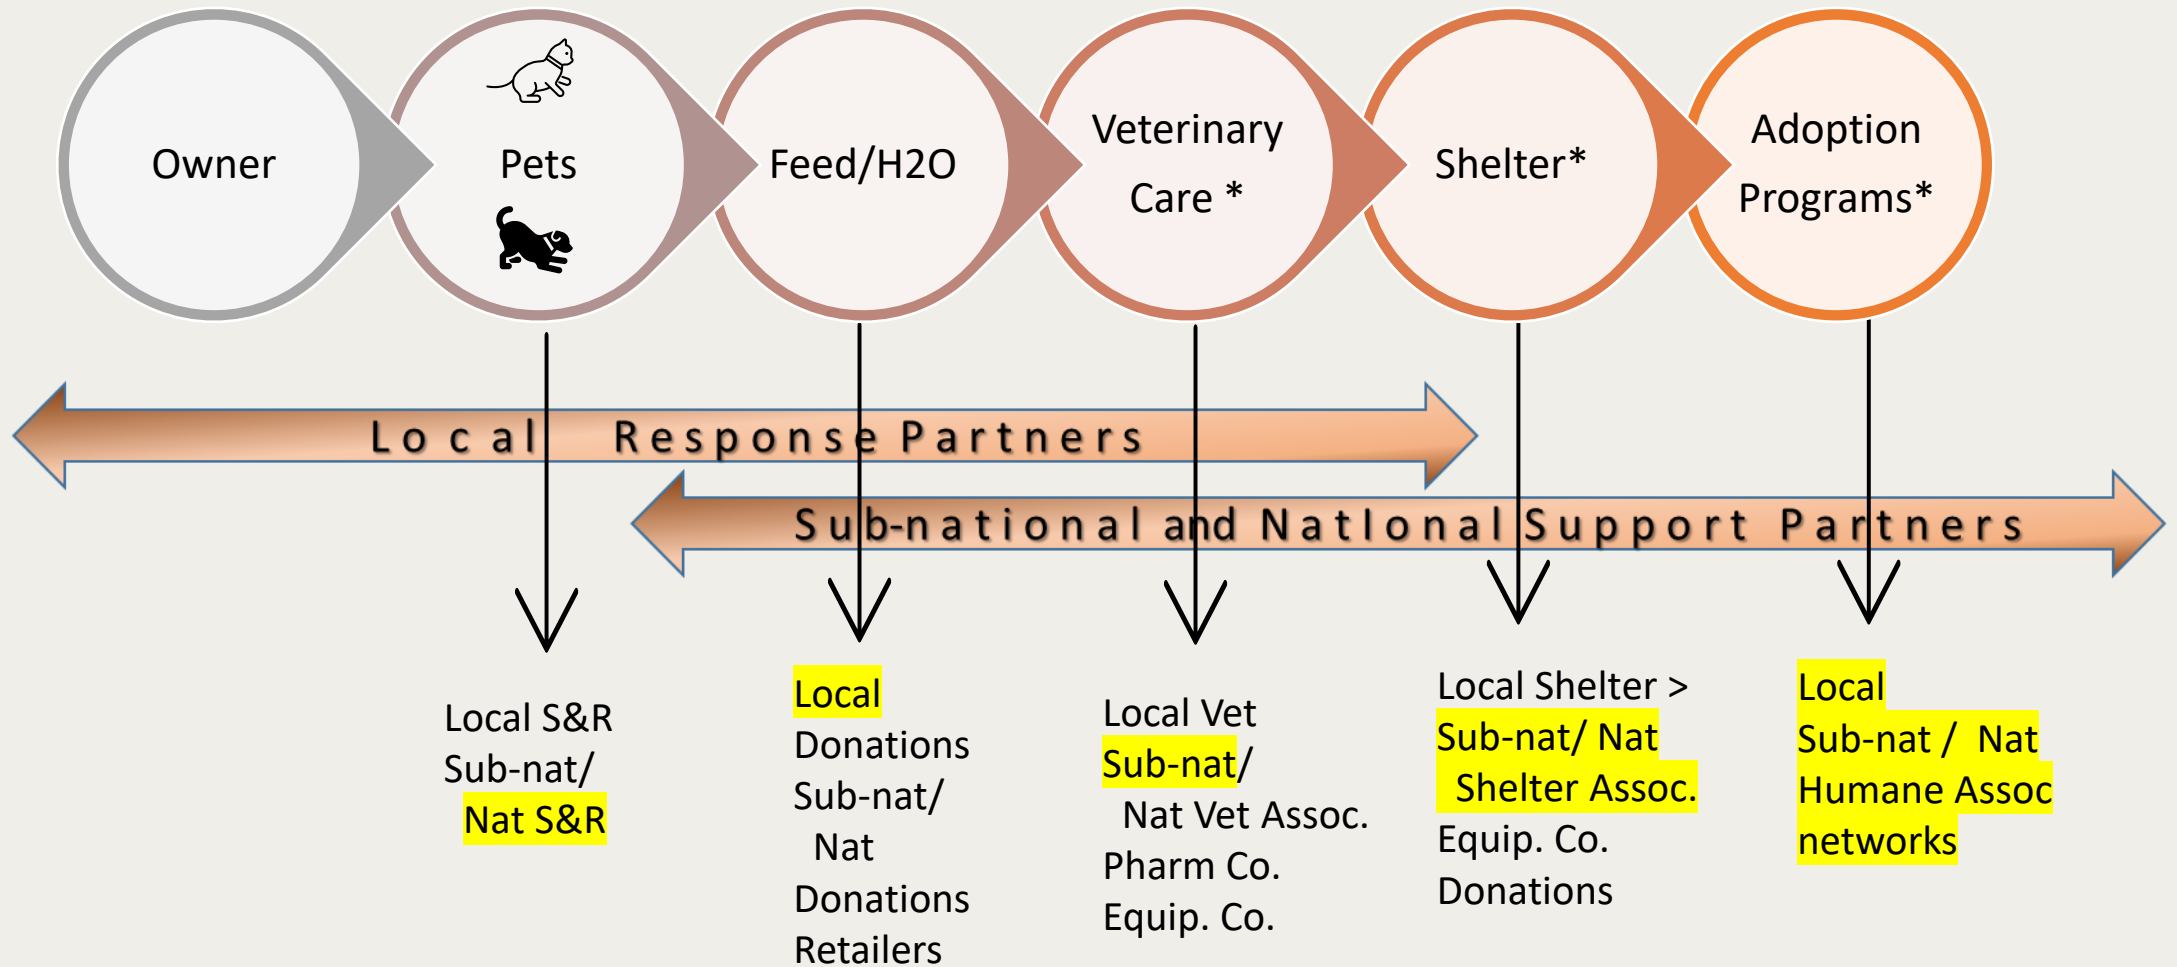 Owner
Pets
Feed/H2O
Veterinary
Care *
Shelter*
Adoption
Programs*
Local Response Partners
Sub-national and NatIonal Support Partners
Local S&R
Sub-nat/
Nat S&R
Local
Donations
Sub-nat/
Nat
Donations
Retailers
Local Vet
Sub-nat/
Nat Vet Assoc.
Pharm Co.
Equip. Co.
Local Shelter >
Sub-nat/ Nat
Shelter Assoc.
Equip. Co.
Donations
Local
Sub-nat / Nat
Humane Assoc
networks